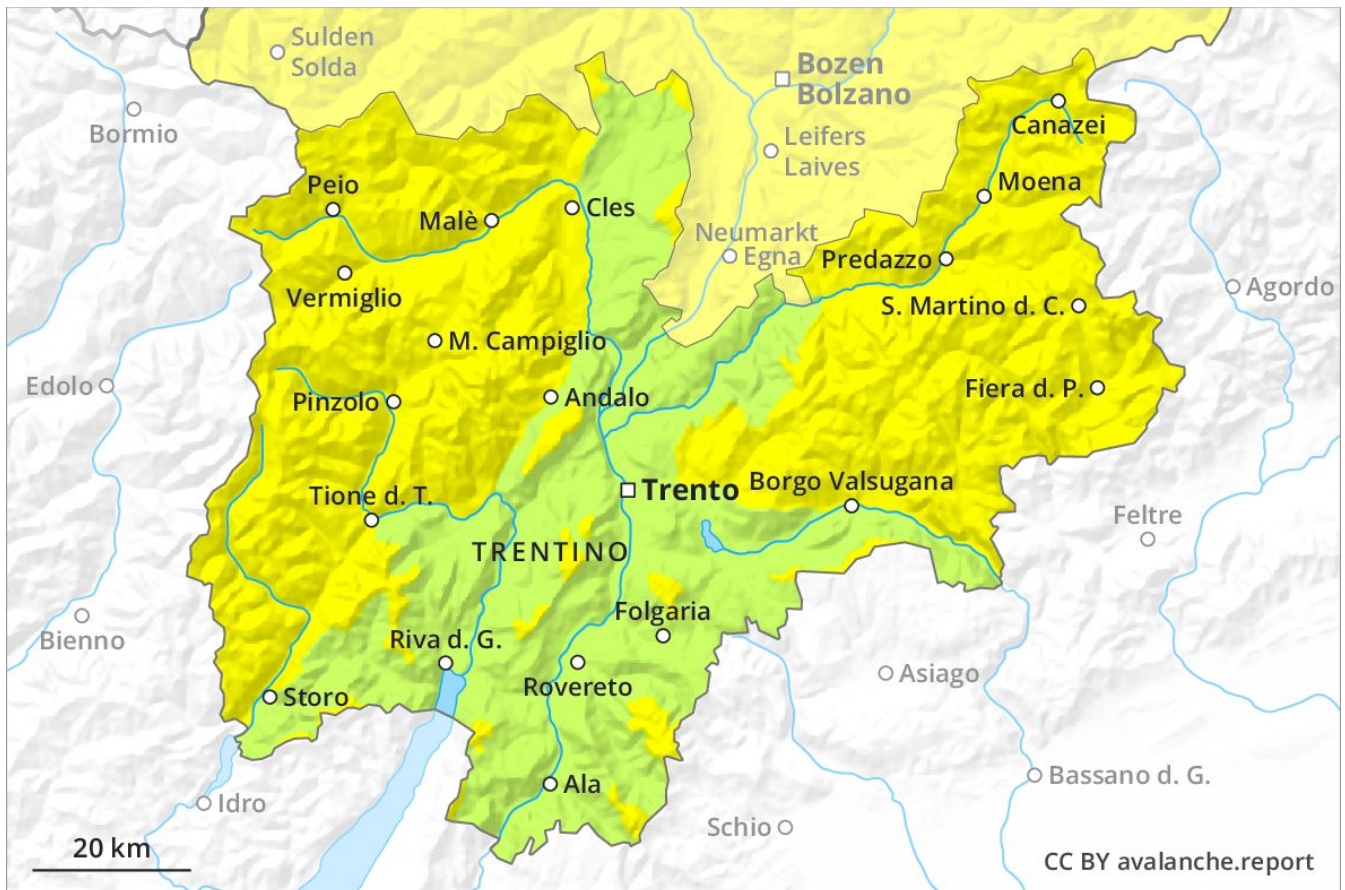 Sulden
Solda
Bozen
Bolzano
Bormio
Canazei
Leifers
Laives
Peio
Moena
Malè
Cles
Neumarkt
Egna
Predazzo
Vermiglio
Agordo
S. Martino d. C.
M. Campiglio
Edolo
Fiera d. P.
Pinzolo
Andalo
Trento
Borgo Valsugana
Tione d. T.
Feltre
TRENTINO
Folgaria
Bienno
Riva d. G.
Asiago
Rovereto
Storo
Bassano d. G.
Ala
Idro
Schio
20 km
CC BY avalanche.report